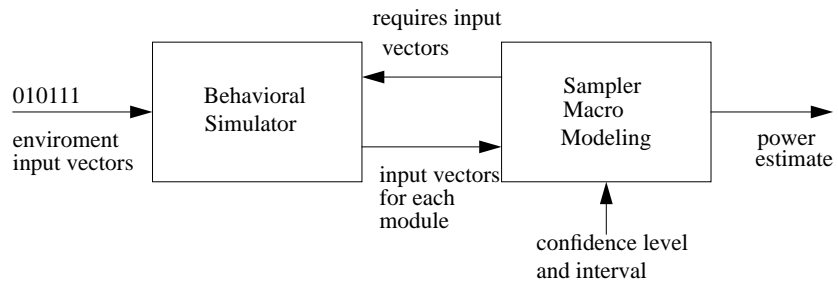 requires input
vectors
010111
enviroment
input vectors
Behavioral
Simulator
input vectors
for each
module
Sampler
Macro
Modeling
power
estimate
confidence level
and interval